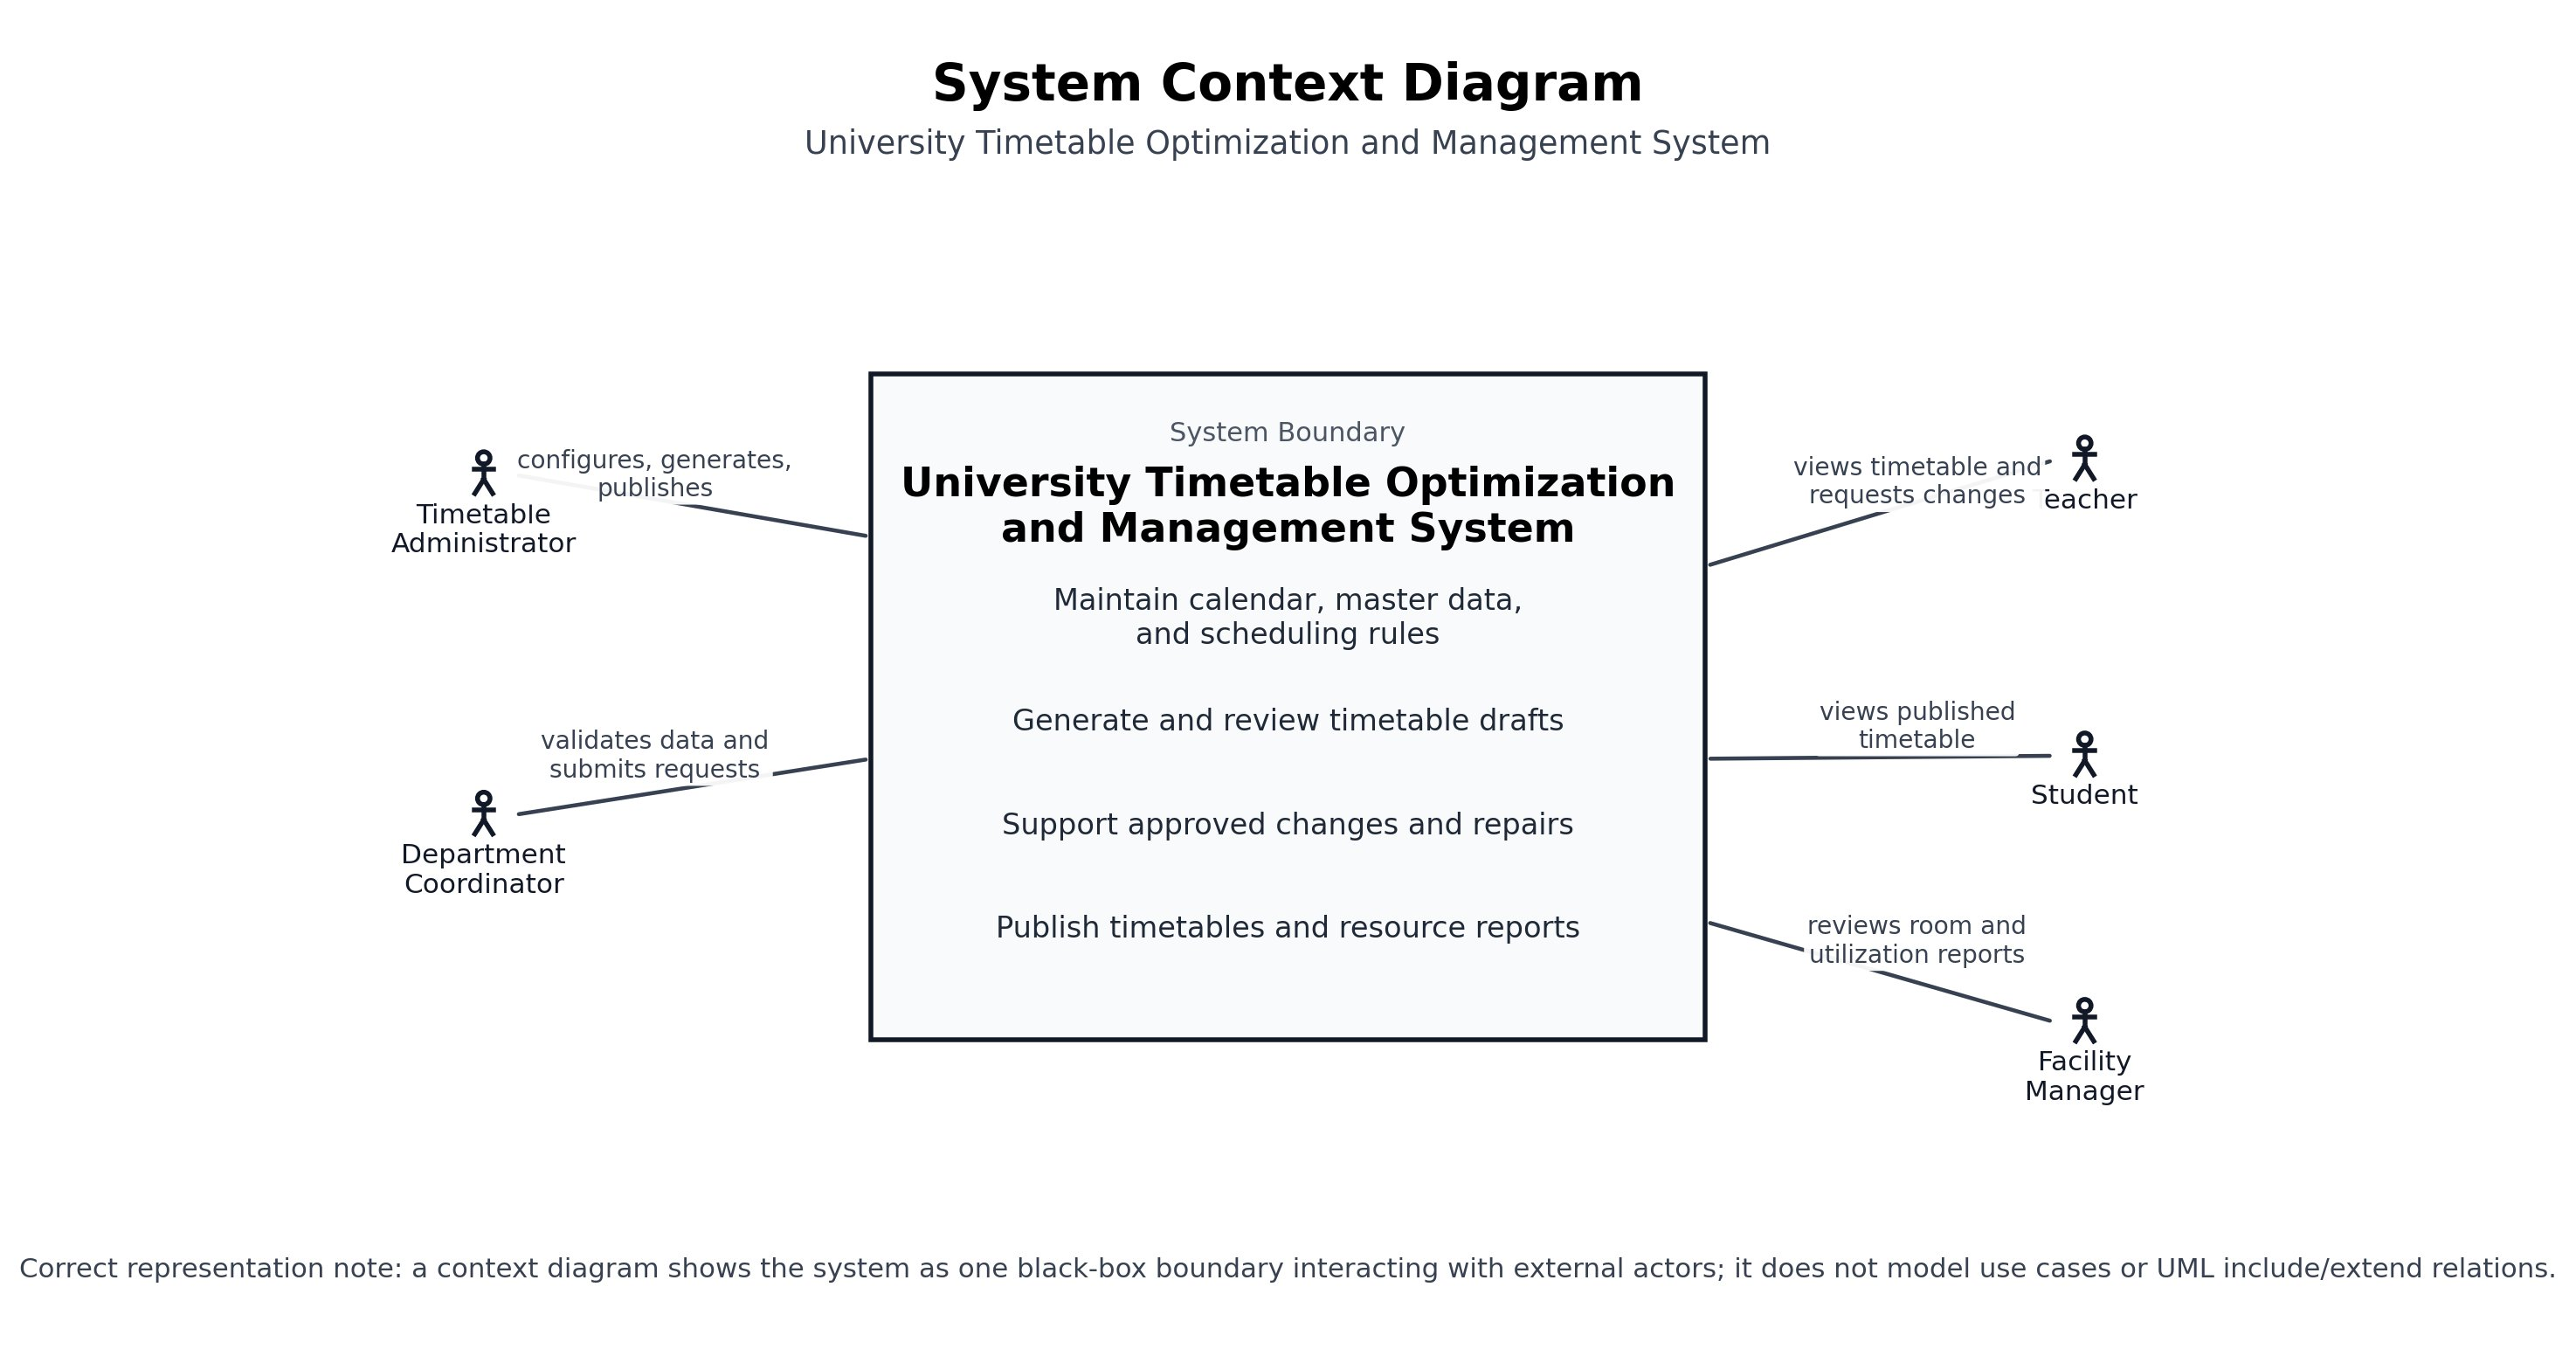 System Context Diagram
University Timetable Optimization and Management System
configures, generates,
publishes
Timetable
Administrator
validates data and
submits requests
Department
Coordinator
System Boundary
University Timetable Optimization
and Management System
Maintain calendar, master data,
and scheduling rules
Generate and review timetable drafts
Support approved changes and repairs
Publish timetables and resource reports
views timetable and
requests changes
Teacher
views published
timetable
Student
reviews room and
utilization reports
Facility
Manager
Correct representation note: a context diagram shows the system as one black-box boundary interacting with external actors; it does not model use cases or UML include/extend relations.